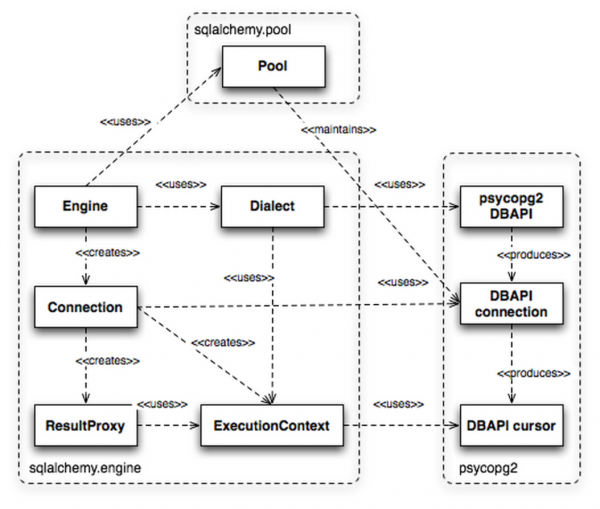 sqlalchemy.pool
Pool
<<uses>>
<<maintains>>
<<uses>>
<<uses>>
Engine
Dialect
psycopg2
DBAPI
<<creates>>
<<produces>>
<<uses>>
<<uses>>
Connection
DBAPI
connection
<<creates>>
<<creates>>
<<produces>>
<<uses>>
<<uses>>
ResultProxy
ExecutionContext
DBAPI cursor
sqlalchemy.engine
psycopg2